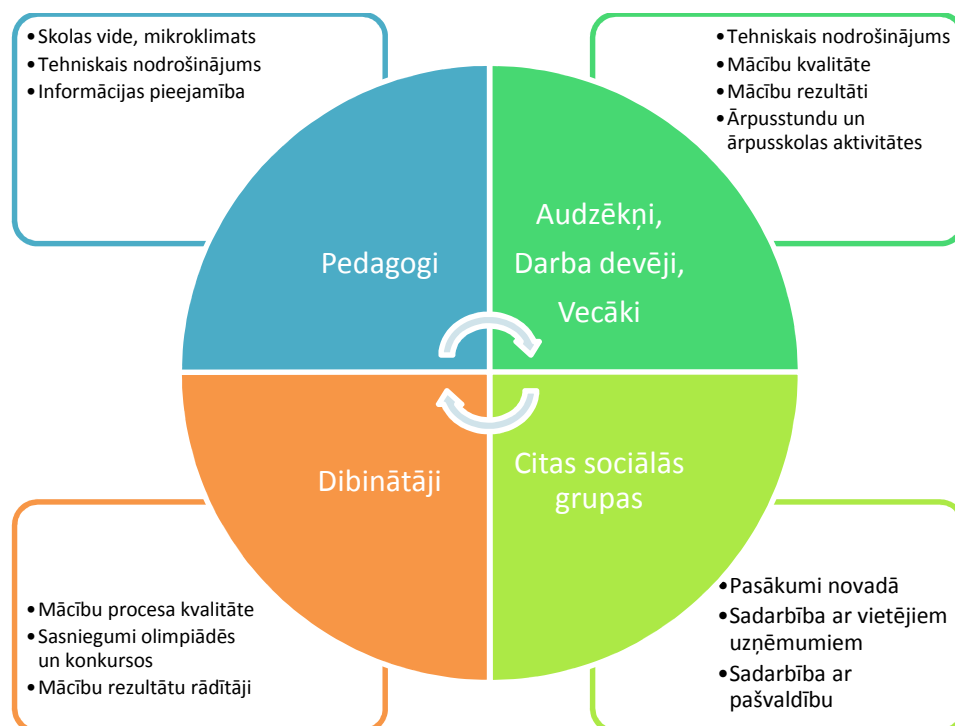 •Skolas vide, mikroklimats
•Tehniskais nodrošinājums
•Informācijas pieejamība
•Tehniskais nodrošinājums
•Mācību kvalitāte
•Mācību rezultāti
•Ārpusstundu un
ārpusskolas aktivitātes
Pedagogi
Audzēkņi,
Darba devēji,
Vecāki
Dibinātāji
Citas sociālās
grupas
•Mācību procesa kvalitāte
•Sasniegumi olimpiādēs
un konkursos
•Mācību rezultātu rādītāji
•Pasākumi novadā
•Sadarbība ar vietējiem
uzņēmumiem
•Sadarbība ar
pašvaldību